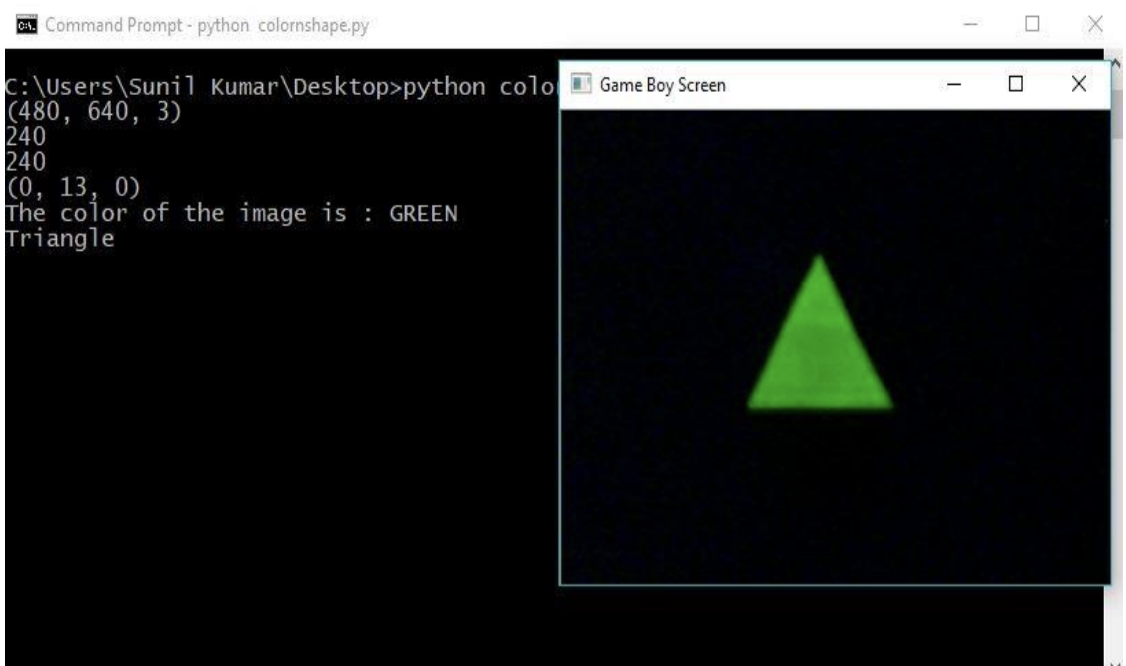 Command Prompt - python colornshape.py
C:\Users\Sunil Kumar\Desktop>python colo
Game Boy Screen
(480, 640, 3)
240
240
(0, 13, 0)
The color of the image is : GREEN
Triangle